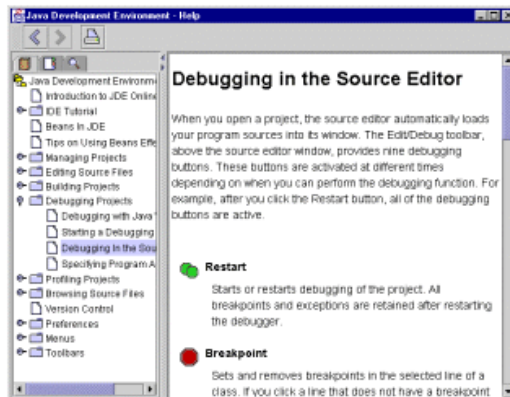 Java Development Environment - Help
Java Development Environme
Introduction to JDE Online
IDE Tutorial
Beans In JDE
Tips on Using Beans Effe
Managing Projects
Editing Source Files
Building Projects
Debugging Projects
Debugging with Java
Starting a Debugging
Debugging In the Sou
Specifying Program A
Profiling Projects
Browsing Source Files
Version Control
Preferences
Menus
Toolbars
Debugging in the Source Editor
When you open a project, the source editor automatically loads
your program sources into its window. The Edit/Debug toolbar,
above the source editor window, provides nine debugging
buttons. These buttons are activated at different times
depending on when you can perform the debugging function. For
example, after you click the Restart button, all of the debugging
buttons are active.
Restart
Starts or restarts debugging of the project. All
breakpoints and exceptions are retained after restarting
the debugger.
Breakpoint
Sets and removes breakpoints in the selected line of a
class. If you click a line that does not have a breakpoint